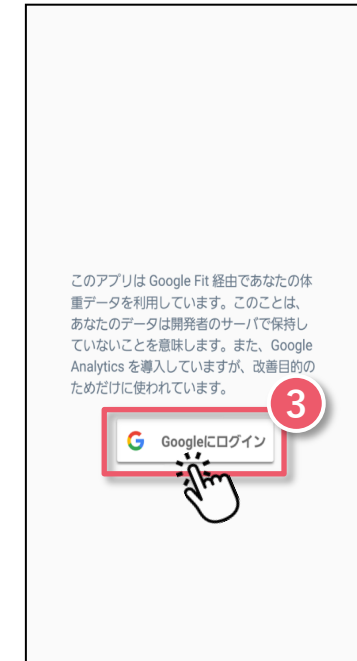 このアプリは Google Fit 経由であなたの体
重データを利用しています。このことは、
あなたのデータは開発者のサーバで保持し
ていないことを意味します。また、Google
Analytics を導入していますが、改善目的の
ためだけに使われています。
3
Googleにログイン